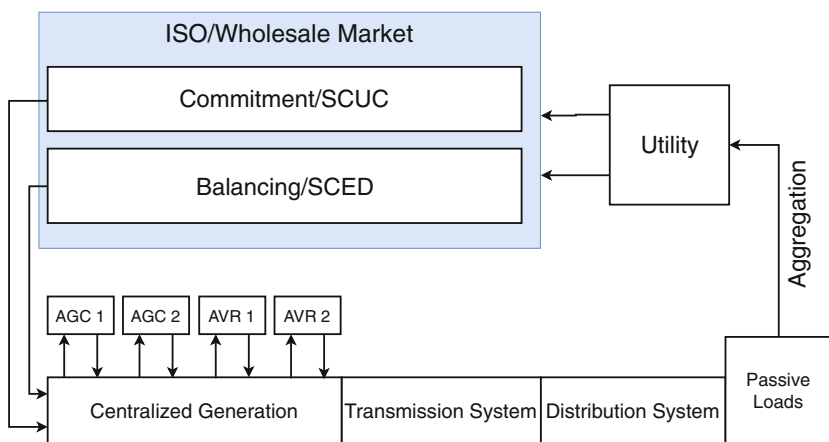 ISO/Wholesale Market
Commitment/SCUC
Balancing/SCED
Utility
Aggregation
AGC 1
AGC 2
AVR 1
AVR 2
Centralized Generation
Transmission System
Distribution System
Passive
Loads